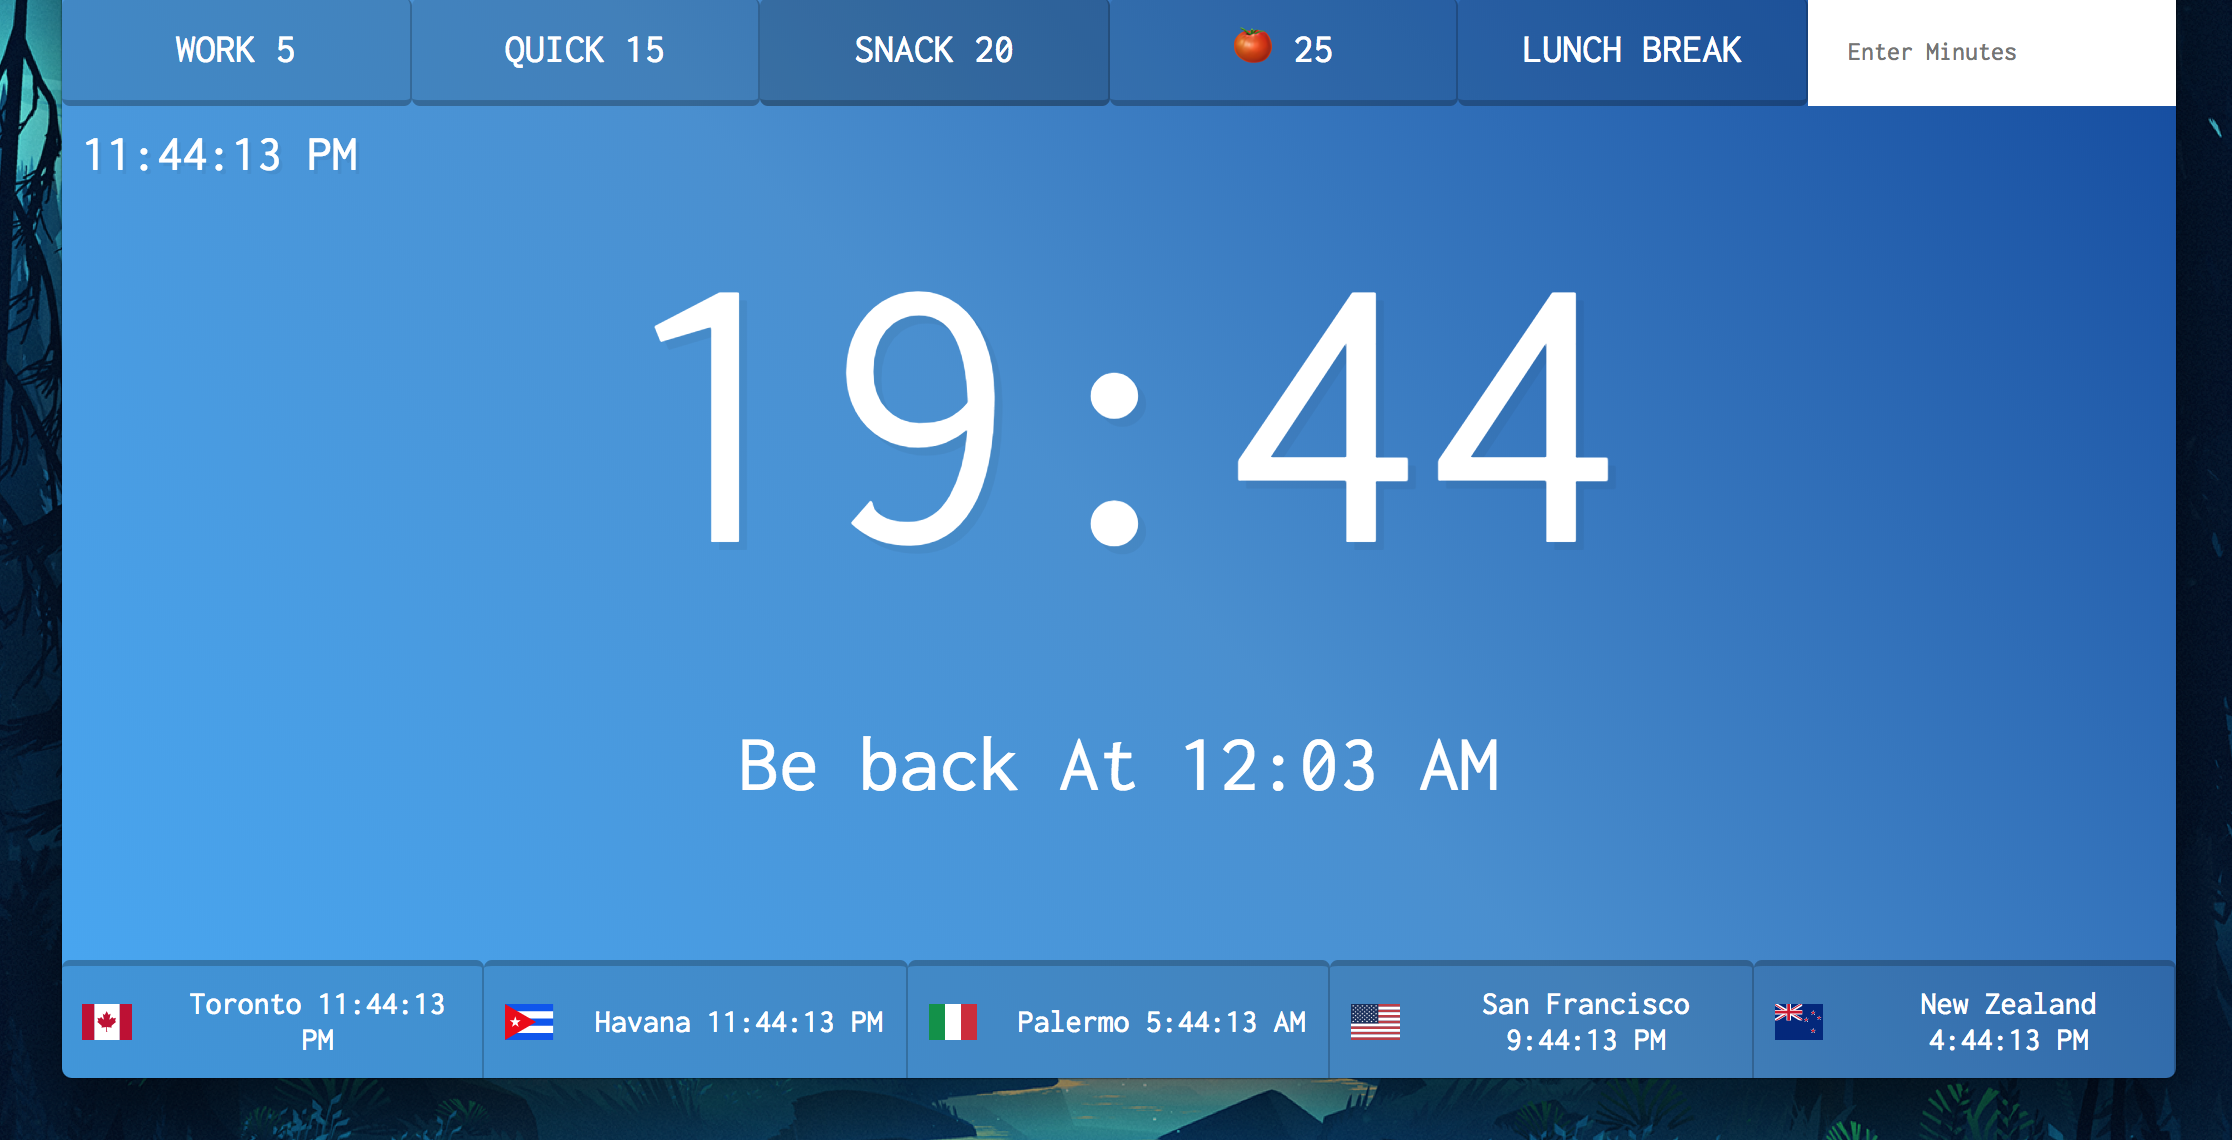 WORK 5
QUICK 15
SNACK 20
🍅 25
LUNCH BREAK
Enter Minutes
11:44:13 PM
19:44
Be back At 12:03 AM
Toronto 11:44:13
PM
Havana 11:44:13 PM
Palermo 5:44:13 AM
San Francisco
9:44:13 PM
New Zealand
4:44:13 PM